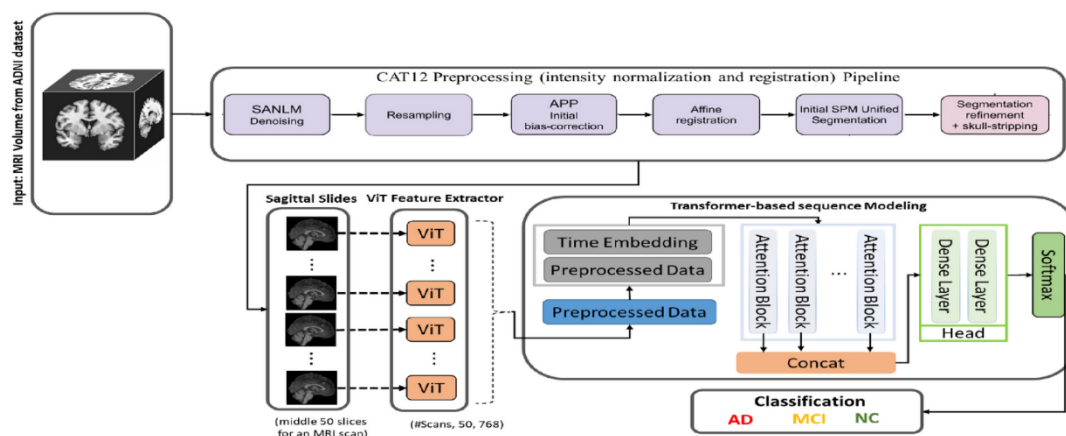 Input: MRI Volume from ADNI dataset
CAT12 Preprocessing (intensity normalization and registration) Pipeline
SANLM
Denoising
Resampling
APP
Initial
bias-correction
Affine
registration
Initial SPM Unified
Segmentation
Segmentation
refinement
+ skull-stripping
Sagittal Slides
ViT Feature Extractor
ViT
ViT
ViT
ViT
(middle 50 slices
for an MRI scan)
(#Scans, 50, 768)
Transformer-based sequence Modeling
Time Embedding
Preprocessed Data
Preprocessed Data
Attention Block
Attention Block
...
Attention Block
Concat
Dense Layer
Dense Layer
Head
Softmax
Classification
AD MCI NC